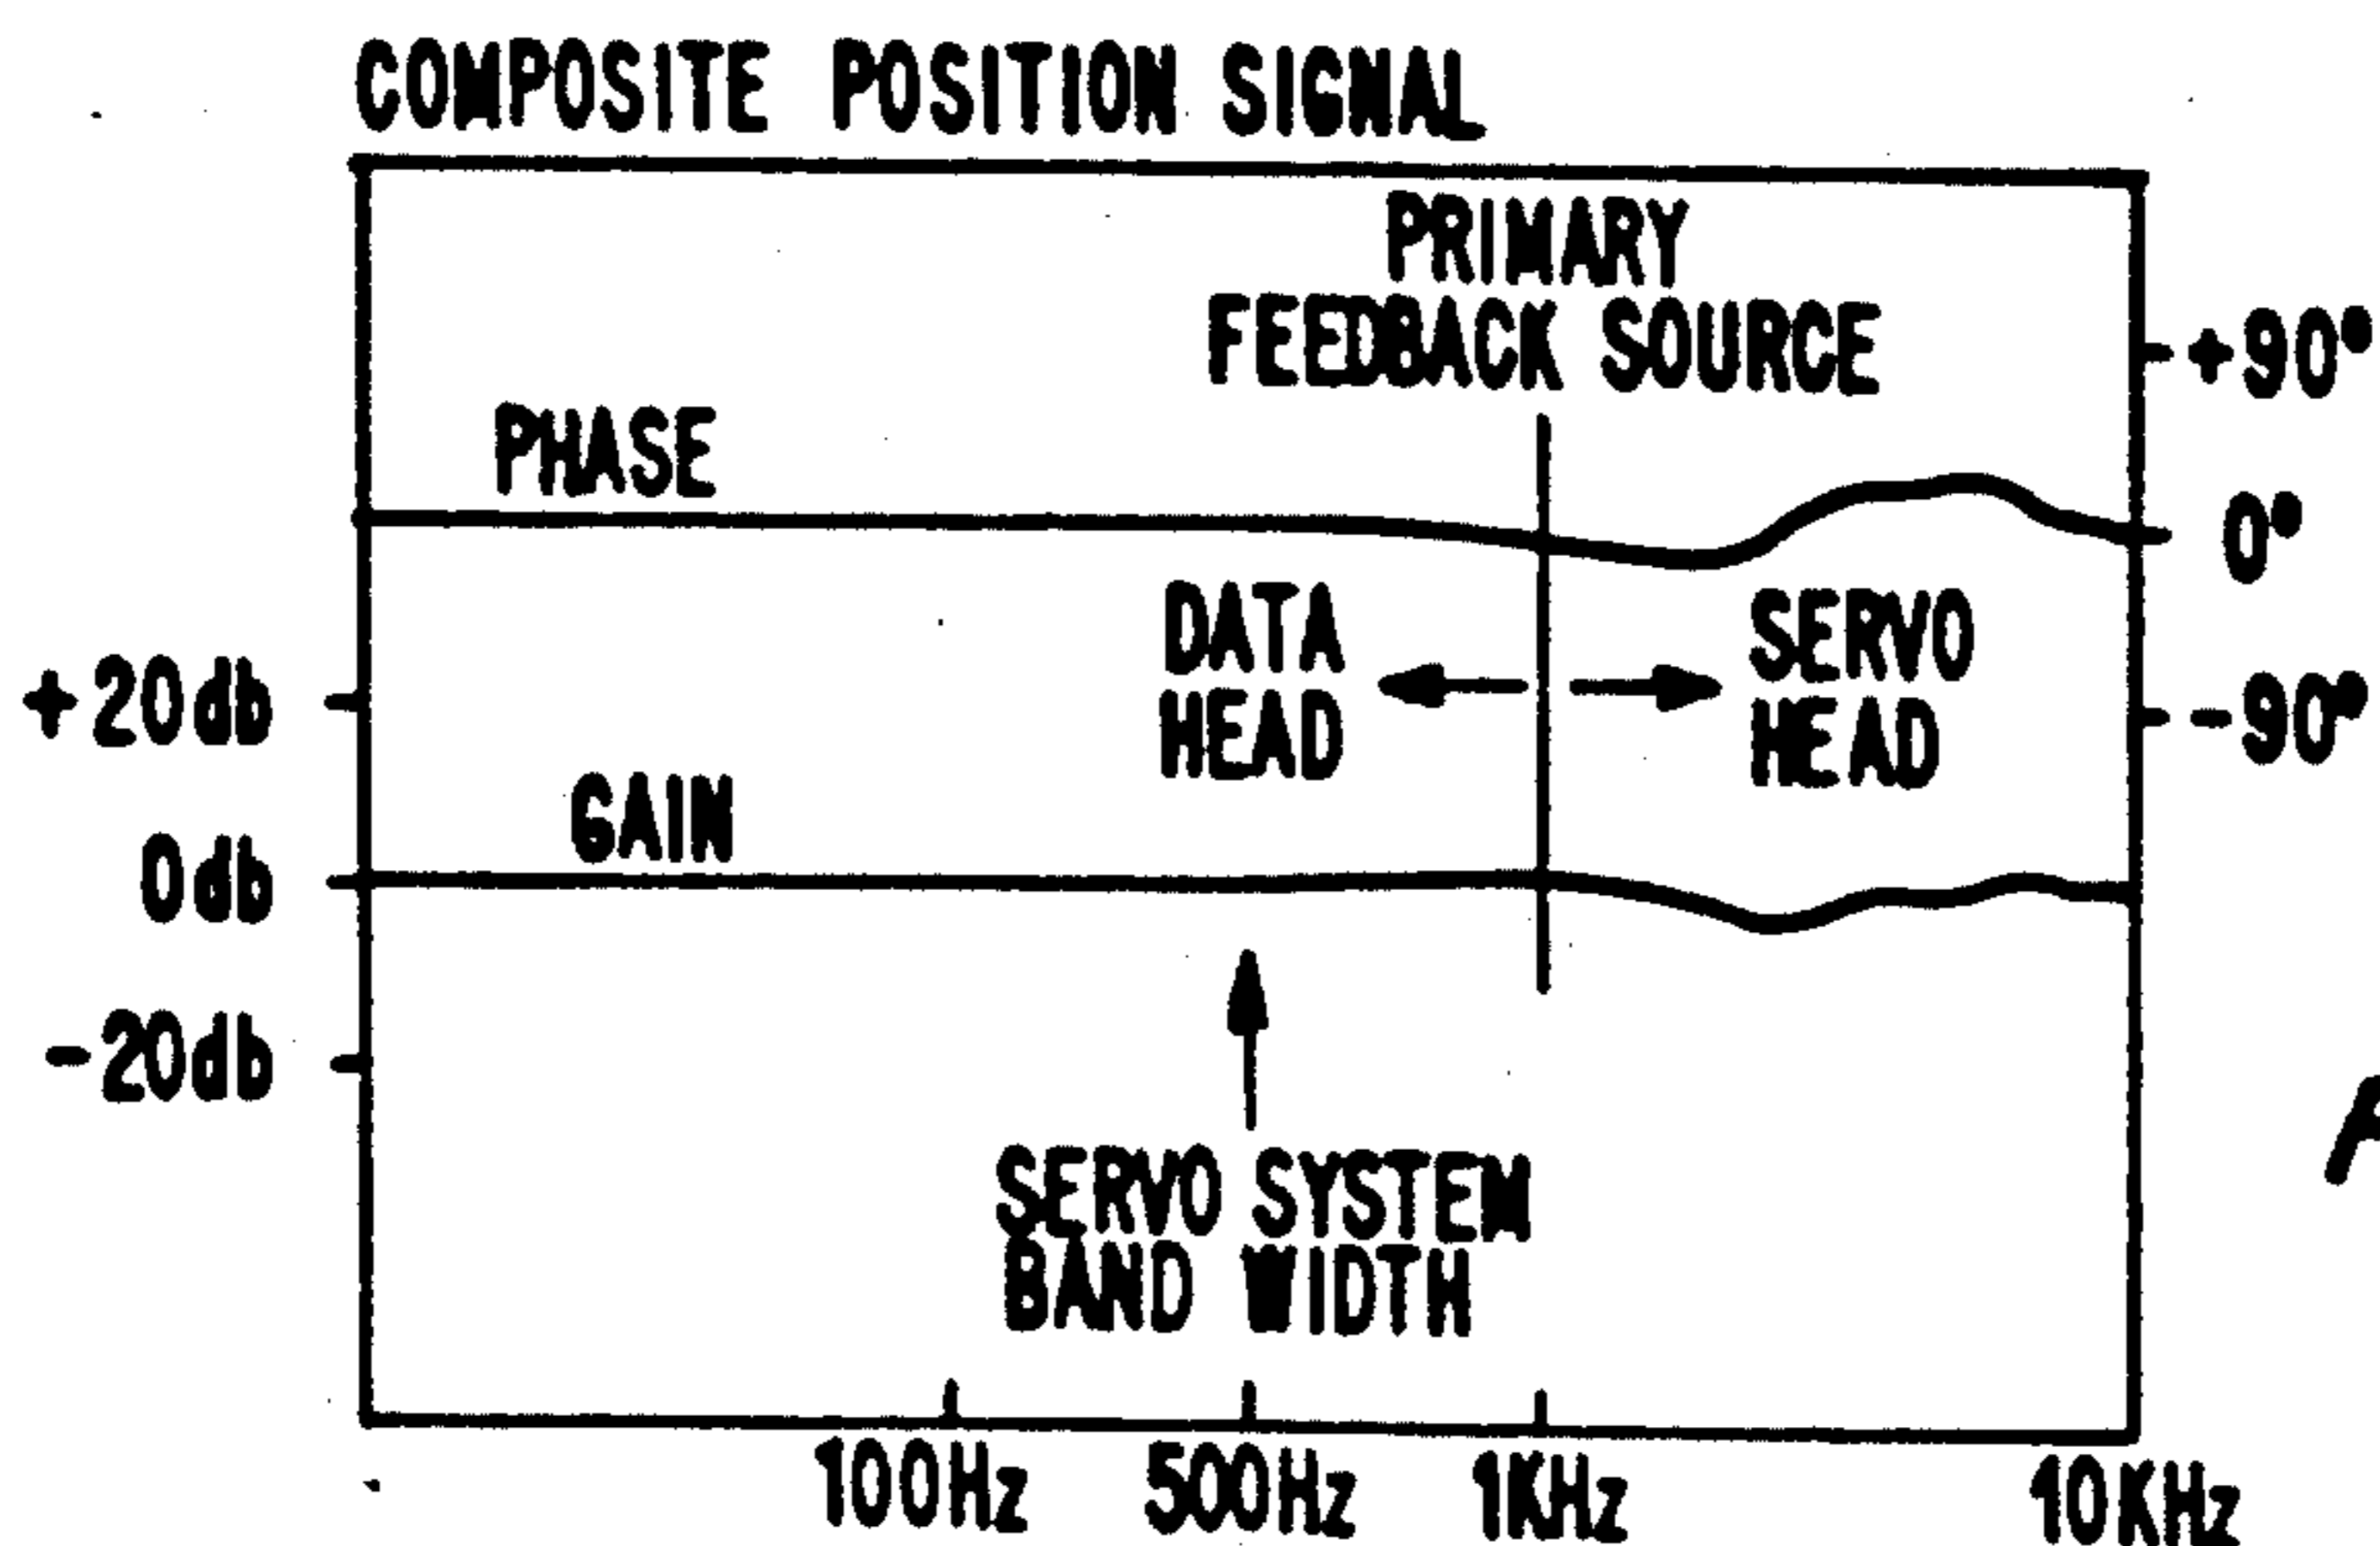 COMPOSITE POSITION SIGNAL
PRIMARY
FEEDBACK SOURCE
+90°
PHASE
0°
DATA
HEAD
SERVO
HEAD
+20db
-90°
GAIN
0db
-20db
SERVO SYSTEM
BAND WIDTH
100Hz
500Hz
1KHz
10KHz